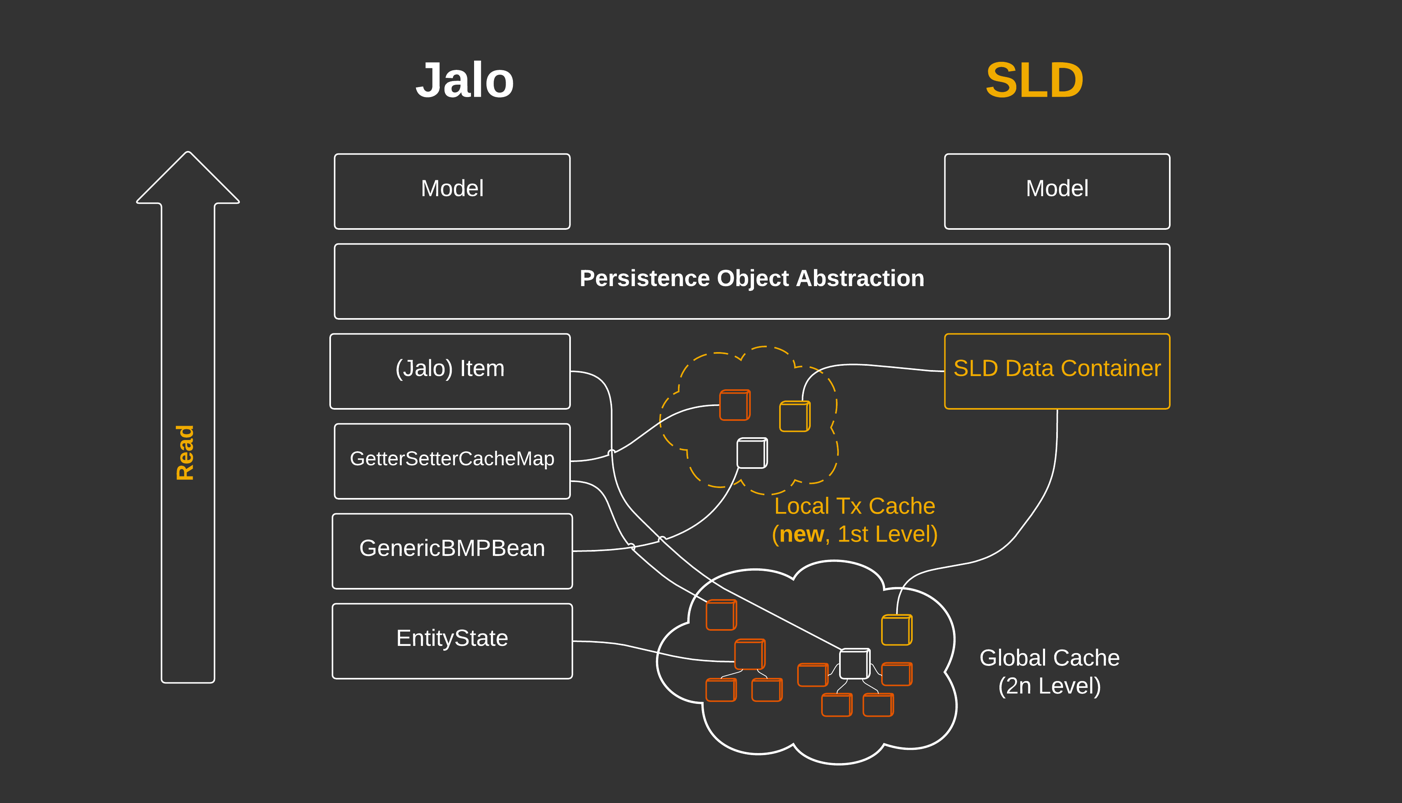 Jalo
SLD
Model
Model
Persistence Object Abstraction
(Jalo) Item
SLD Data Container
GetterSetterCacheMap
Read
Local Tx Cache
(new, 1st Level)
GenericBMPBean
EntityState
Global Cache
(2n Level)